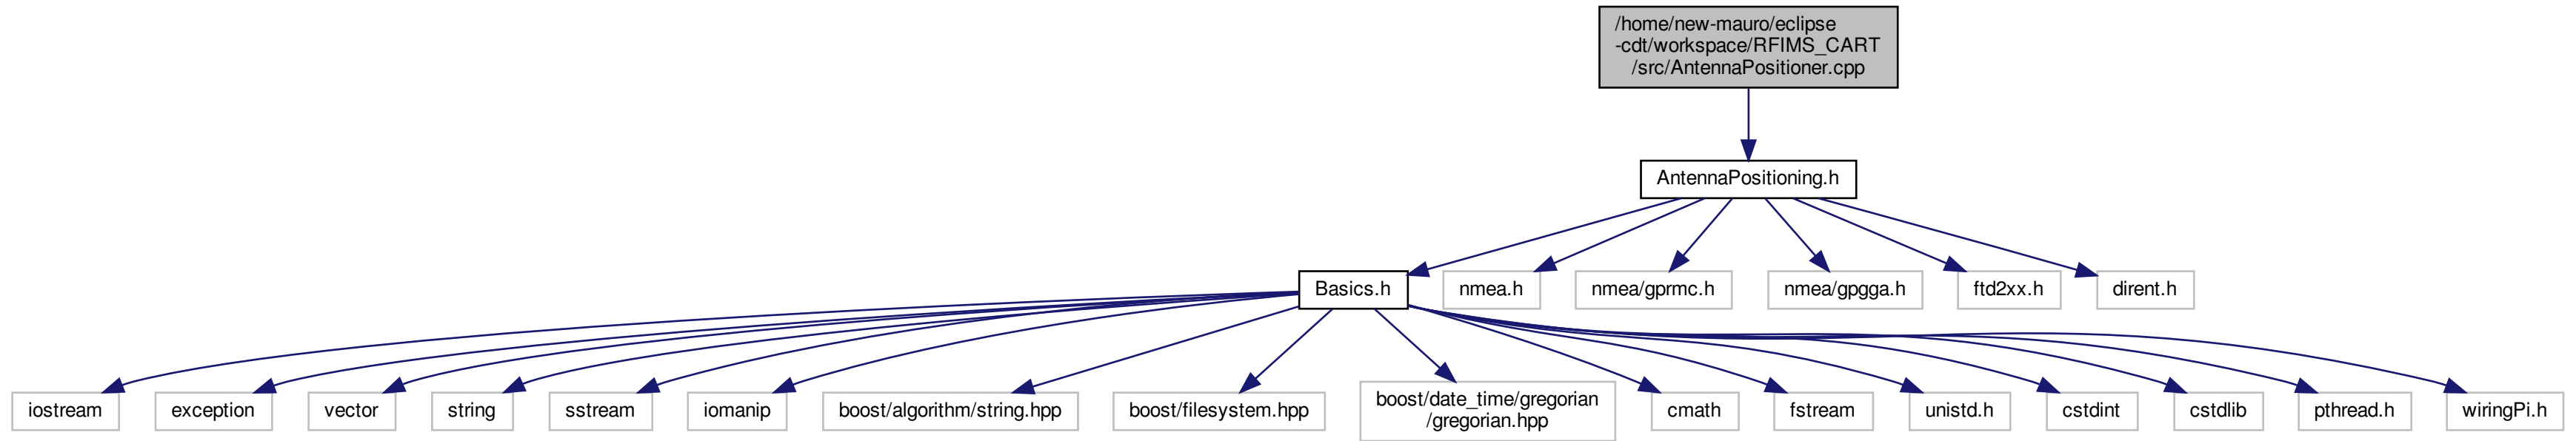 /home/new-mauro/eclipse
-cdt/workspace/RFIMS_CART
/src/AntennaPositioner.cpp
AntennaPositioning.h
Basics.h
nmea.h
nmea/gprmc.h
nmea/gpgga.h
ftd2xx.h
dirent.h
iostream
exception
vector
string
sstream
iomanip
boost/algorithm/string.hpp
boost/filesystem.hpp
boost/date_time/gregorian
/gregorian.hpp
cmath
fstream
unistd.h
cstdint
cstdlib
pthread.h
wiringPi.h